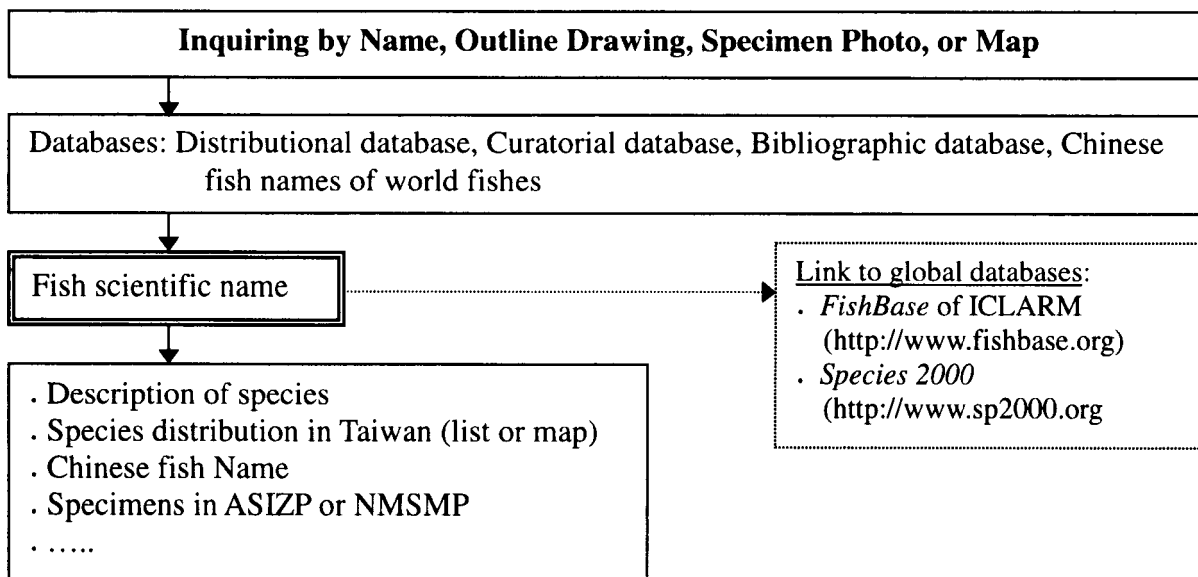 Inquiring by Name, Outline Drawing, Specimen Photo, or Map
Databases: Distributional database, Curatorial database, Bibliographic database, Chinese
fish names of world fishes
Fish scientific name
Link to global databases:
. FishBase of ICLARM
(http://www.fishbase.org)
. Species 2000
(http://www.sp2000.org
. Description of species
. Species distribution in Taiwan (list or map)
. Chinese fish Name
. Specimens in ASIZP or NMSMP
. .....